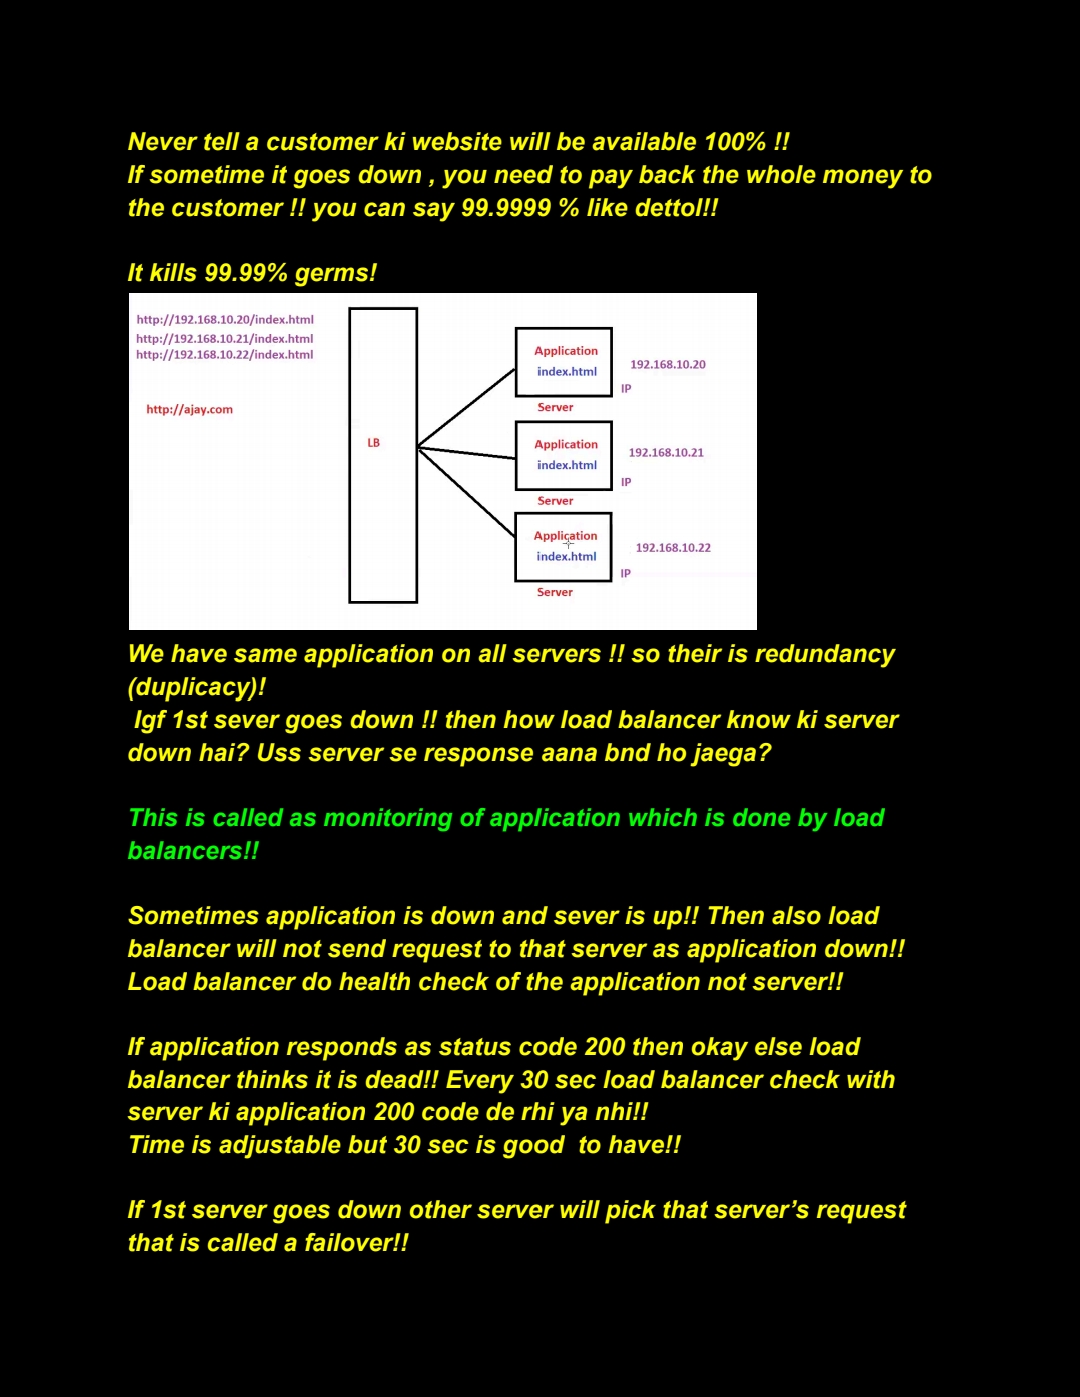 Never tell a customer ki website will be available 100% !!
If sometime it goes down , you need to pay back the whole money to
the customer !! you can say 99.9999 % like dettol!!
It kills 99.99% germs!
http://192.168.10.20/index.html
http://192.168.10.21/index.html
http://192.168.10.22/index.html
http://ajay.com
LB
Application
index.html
192.168.10.20
IP
Server
Application
index.html
192.168.10.21
IP
Server
Application
index.html
192.168.10.22
IP
Server
We have same application on all servers !! so their is redundancy
(duplicacy)!
Igf 1st sever goes down !! then how load balancer know ki server
down hai? Uss server se response aana bnd ho jaega?
This is called as monitoring of application which is done by load
balancers!!
Sometimes application is down and sever is up!! Then also load
balancer will not send request to that server as application down!!
Load balancer do health check of the application not server!!
If application responds as status code 200 then okay else load
balancer thinks it is dead!! Every 30 sec load balancer check with
server ki application 200 code de rhi ya nhi!!
Time is adjustable but 30 sec is good  to have!!
If 1st server goes down other server will pick that server’s request
that is called a failover!!